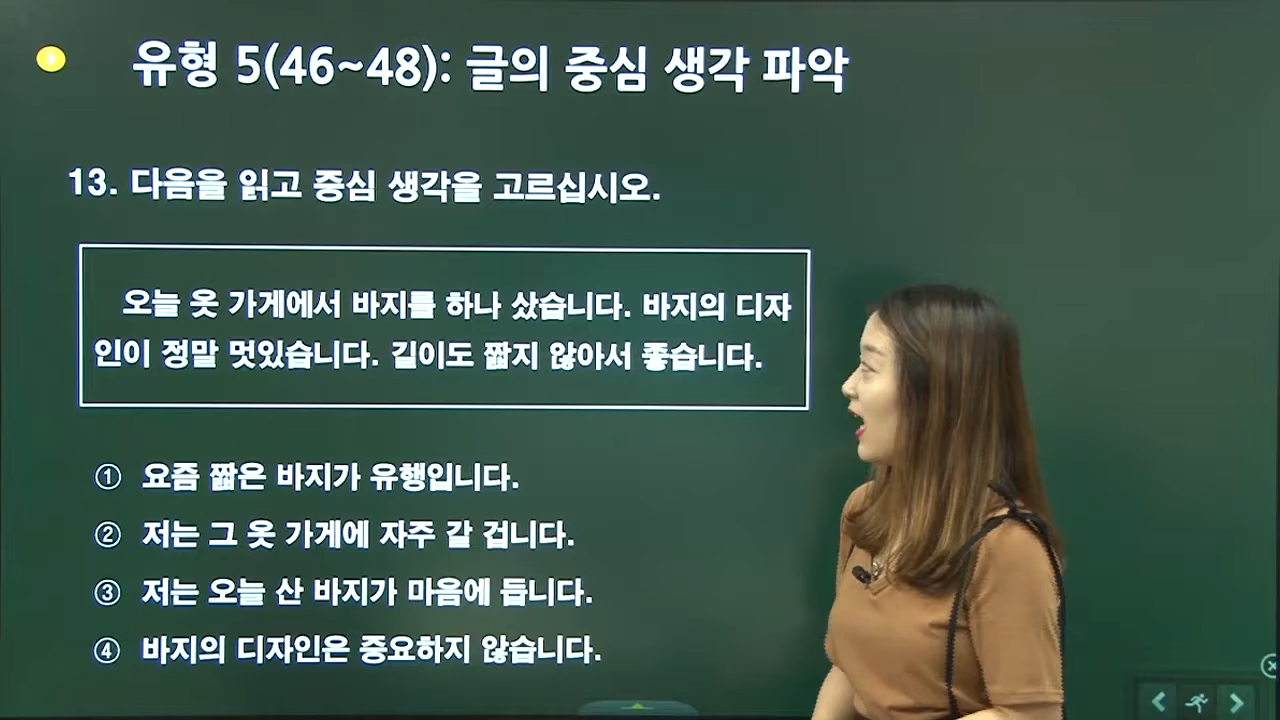 유형 5(46~48): 글의 중심 생각 파악
13. 다음을 읽고 중심 생각을 고르십시오.
오늘 옷 가게에서 바지를 하나 샀습니다. 바지의 디자
인이 정말 멋있습니다. 길이도 짧지 않아서 좋습니다.
① 요즘 짧은 바지가 유행입니다.
② 저는 그 옷 가게에 자주 갈 겁니다.
③ 저는 오늘 산 바지가 마음에 듭니다.
④ 바지의 디자인은 중요하지 않습니다.